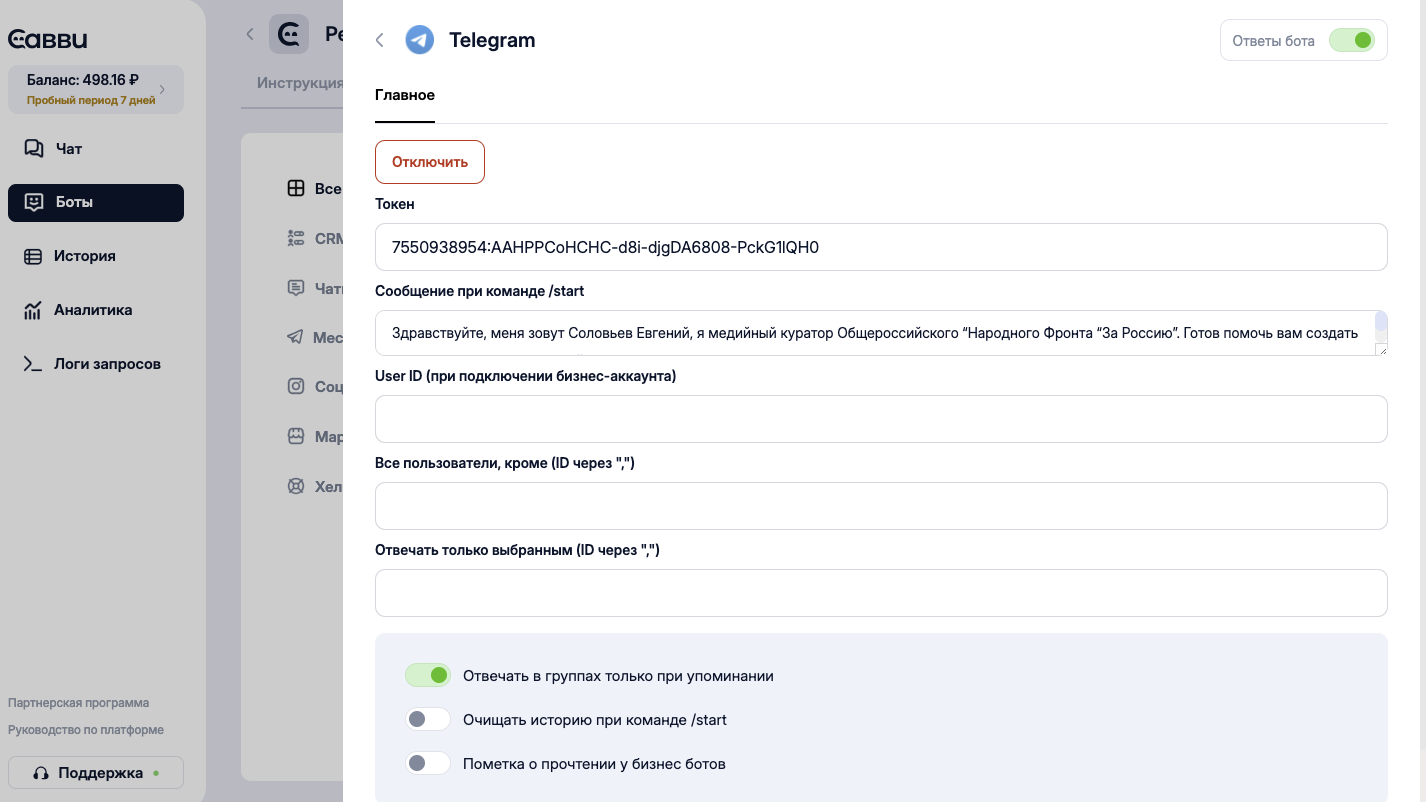 Саввu
Баланс: 498.16 ₽
Пробный период 7 дней
Чат
Боты
История
Аналитика
Логи запросов
Партнерская программа
Руководство по платформе
Поддержка
Ре
Инструкция
Все
CRM
Чат
Мес
Соц
Мар
Хел
Telegram
Ответы бота
Главное
Отключить
Токен
7550938954:AAHPPCoHCHC-d8i-djgDA6808-PckG1lQH0
Сообщение при команде /start
Здравствуйте, меня зовут Соловьев Евгений, я медийный куратор Общероссийского “Народного Фронта “За Россию”. Готов помочь вам создать
User ID (при подключении бизнес-аккаунта)
Все пользователи, кроме (ID через ",")
Отвечать только выбранным (ID через ",")
Отвечать в группах только при упоминании
Очищать историю при команде /start
Пометка о прочтении у бизнес ботов